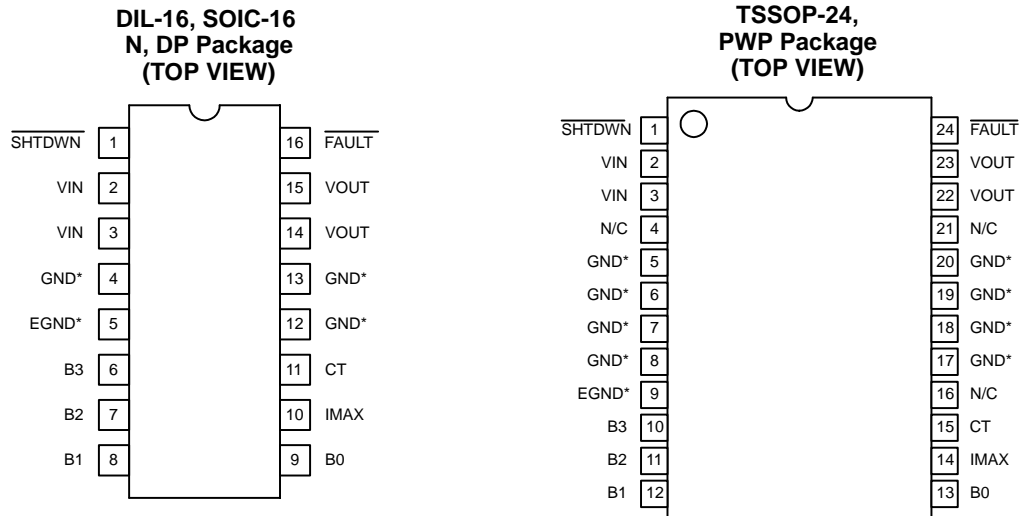 DIL-16, SOIC-16
N, DP Package
(TOP VIEW)
SHTDWN 1 16 FAULT
VIN 2 15 VOUT
VIN 3 14 VOUT
GND* 4 13 GND*
EGND* 5 12 GND*
B3 6 11 CT
B2 7 10 IMAX
B1 8 9 B0
TSSOP-24,
PWP Package
(TOP VIEW)
SHTDWN 1 24 FAULT
VIN 2 23 VOUT
VIN 3 22 VOUT
N/C 4 21 N/C
GND* 5 20 GND*
GND* 6 19 GND*
GND* 7 18 GND*
GND* 8 17 GND*
EGND* 9 16 N/C
B3 10 15 CT
B2 11 14 IMAX
B1 12 13 B0